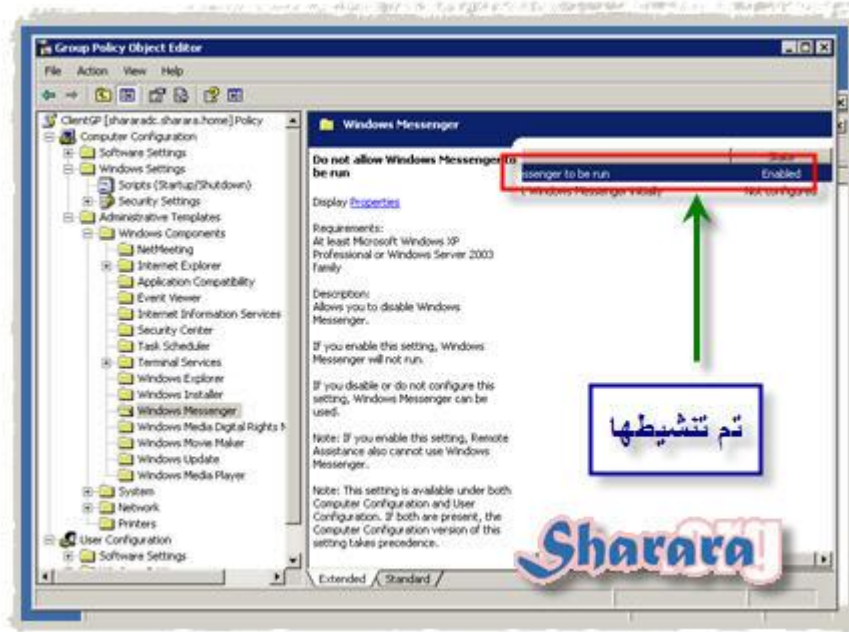 Group Policy Object Editor
File Action View Help
ClientGP [shararadc.sharara.home] Policy
Computer Configuration
Software Settings
Windows Settings
Scripts (Startup/Shutdown)
Security Settings
Administrative Templates
Windows Components
NetMeeting
Internet Explorer
Application Compatibility
Event Viewer
Internet Information Services
Security Center
Task Scheduler
Terminal Services
Windows Explorer
Windows Installer
Windows Messenger
Windows Media Digital Rights M
Windows Movie Maker
Windows Update
Windows Media Player
System
Network
Printers
User Configuration
Software Settings
Windows Messenger
Do not allow Windows Messenger to
be run
Display Properties
Requirements:
At least Microsoft Windows XP
Professional or Windows Server 2003
family
Description:
Allows you to disable Windows
Messenger.
If you enable this setting, Windows
Messenger will not run.
If you disable or do not configure this
setting, Windows Messenger can be
used.
Note: If you enable this setting, Remote
Assistance also cannot use Windows
Messenger.
Note: This setting is available under both
Computer Configuration and User
Configuration. If both are present, the
Computer Configuration version of this
setting takes precedence.
State
ssenger to be run Enabled
t Windows Messenger initially Not configured
تم تنشيطها
Sharara
Extended Standard